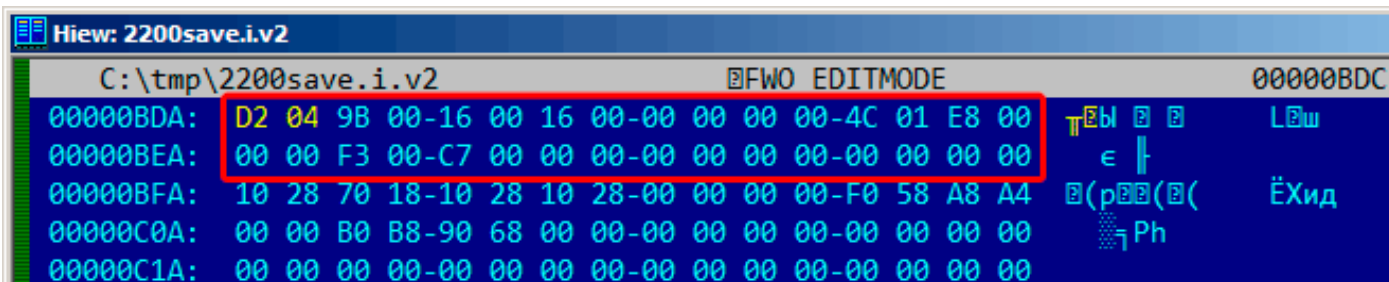 Hiew: 2200save.i.v2
C:\tmp\2200save.i.v2 FWO EDITMODE 00000BDC
00000BDA: D2 04 9B 00-16 00 16 00-00 00 00 00-4C 01 E8 00 ╥Ы L ш
00000BEA: 00 00 F3 00-C7 00 00 00-00 00 00 00-00 00 00 00 є ╟
00000BFA: 10 28 70 18-10 28 10 28-00 00 00 00-F0 58 A8 A4 (p ( ( ЁXид
00000C0A: 00 00 B0 B8-90 68 00 00-00 00 00 00-00 00 00 00 ░╕Рh
00000C1A: 00 00 00 00-00 00 00 00-00 00 00 00-00 00 00 00